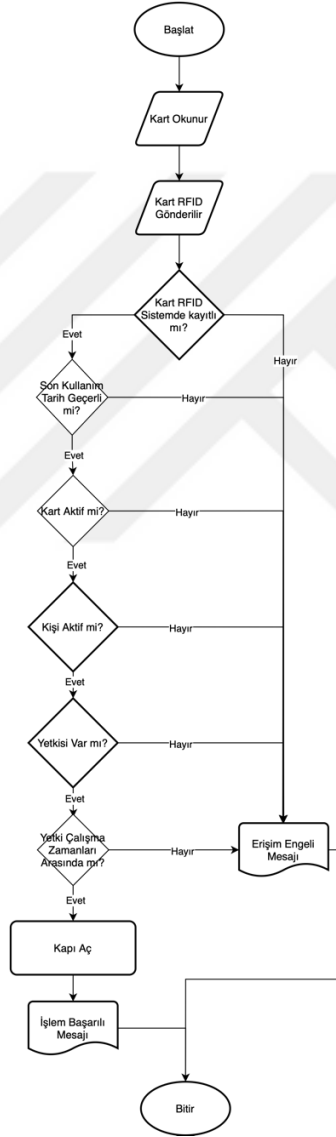 Başlat
Kart Okunur
Kart RFID
Gönderilir
Kart RFID
Sistemde kayıtlı
mı?
Evet
Hayır
Son Kullanım
Tarih Geçerli
mi?
Hayır
Evet
Kart Aktif mi?
Hayır
Evet
Kişi Aktif mi?
Hayır
Evet
Yetkisi Var mı?
Hayır
Evet
Yetki Çalışma
Zamanları
Arasında mı?
Hayır
Erişim Engeli
Mesajı
Evet
Kapı Aç
İşlem Başarılı
Mesajı
Bitir